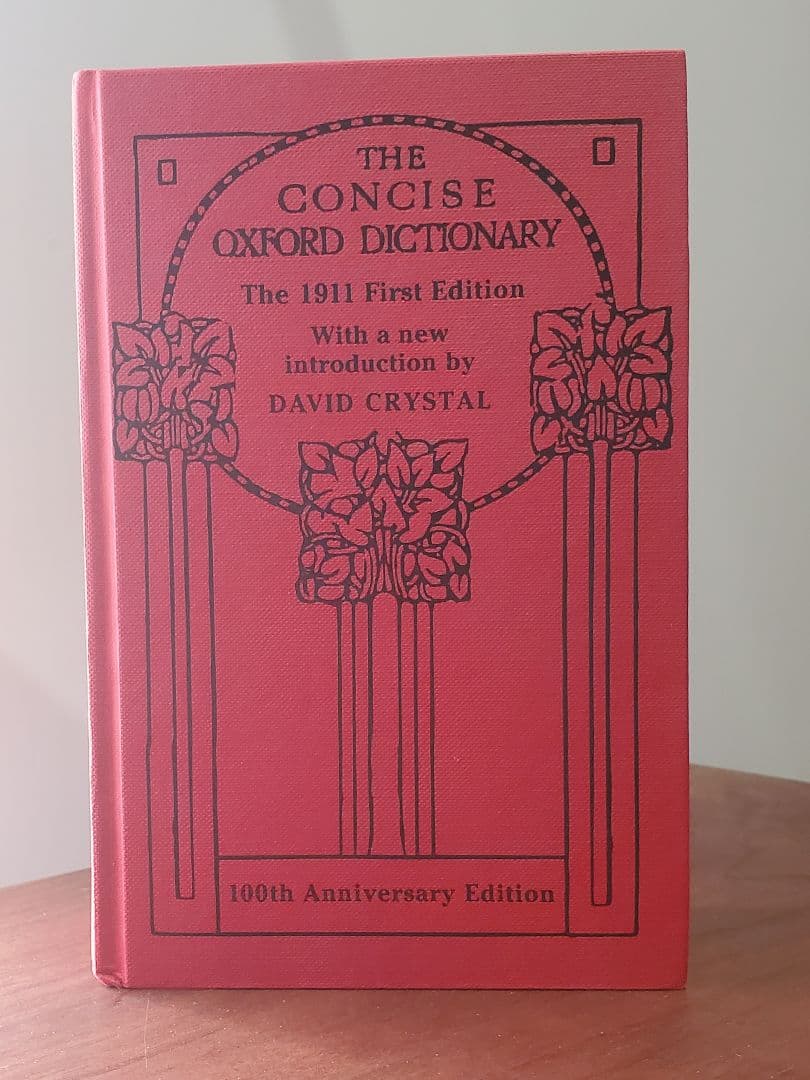 THE
CONCISE
OXFORD DICTIONARY
The 1911 First Edition
With a new
introduction by
DAVID CRYSTAL
100th Anniversary Edition